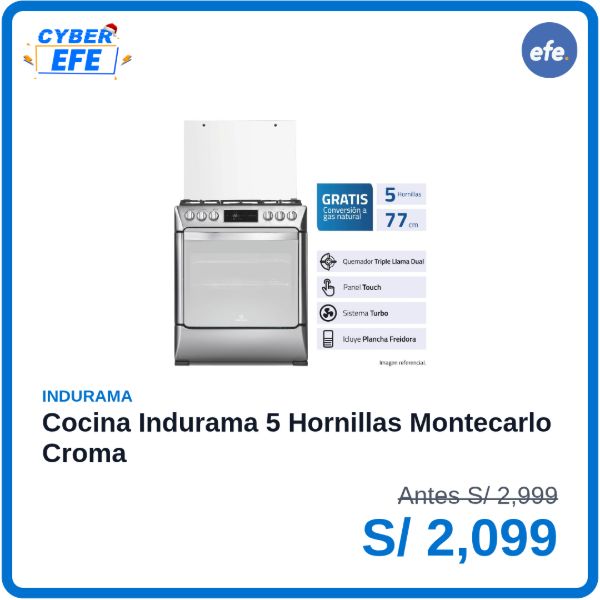 CYBER
EFE
efe.
GRATIS
Conversión a
gas natural
5 Hornillas
77 cm
Quemador Triple Llama Dual
Panel Touch
Sistema Turbo
Icluye Plancha Freidora
Imagen referencial.
INDURAMA
Cocina Indurama 5 Hornillas Montecarlo
Croma
Antes S/ 2,999
S/ 2,099